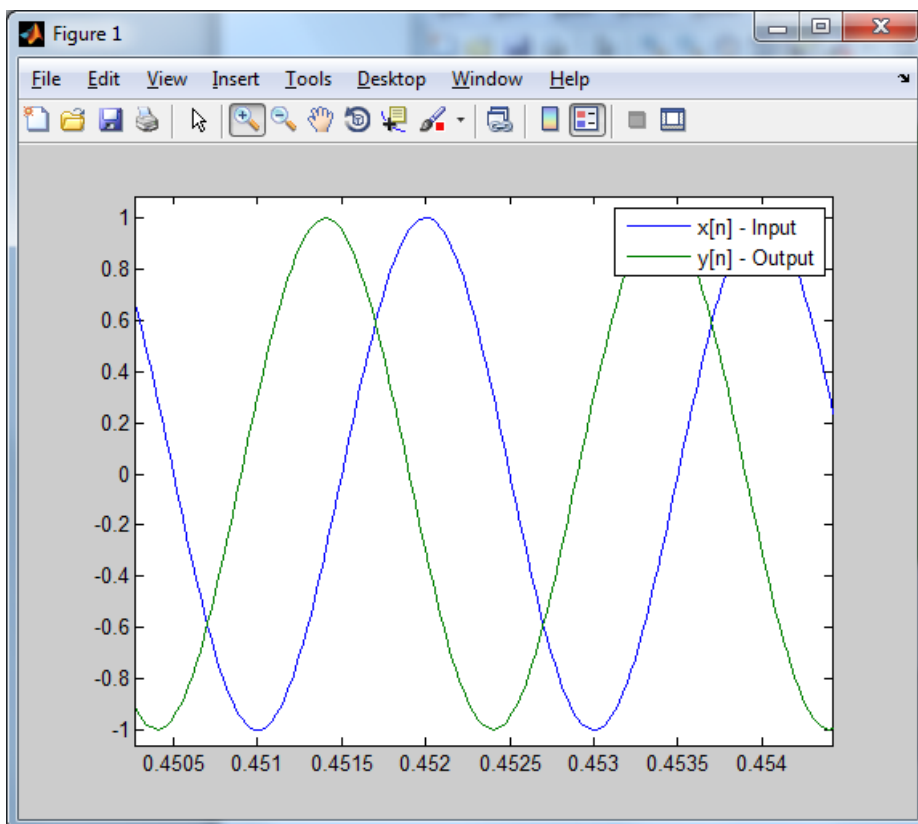 Figure 1
File Edit View Insert Tools Desktop Window Help
x[n] - Input
y[n] - Output
1
0.8
0.6
0.4
0.2
0
-0.2
-0.4
-0.6
-0.8
-1
0.4505 0.451 0.4515 0.452 0.4525 0.453 0.4535 0.454